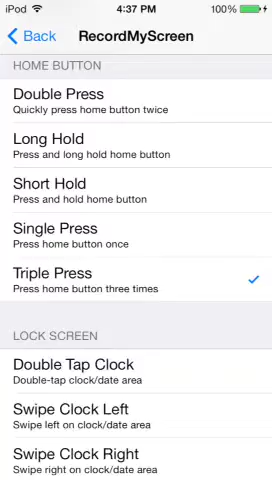 iPod 4:37 PM 100%
Back RecordMyScreen
HOME BUTTON
Double Press
Quickly press home button twice
Long Hold
Press and long hold home button
Short Hold
Press and hold home button
Single Press
Press home button once
Triple Press
Press home button three times
LOCK SCREEN
Double Tap Clock
Double-tap clock/date area
Swipe Clock Left
Swipe left on clock/date area
Swipe Clock Right
Swipe right on clock/date area